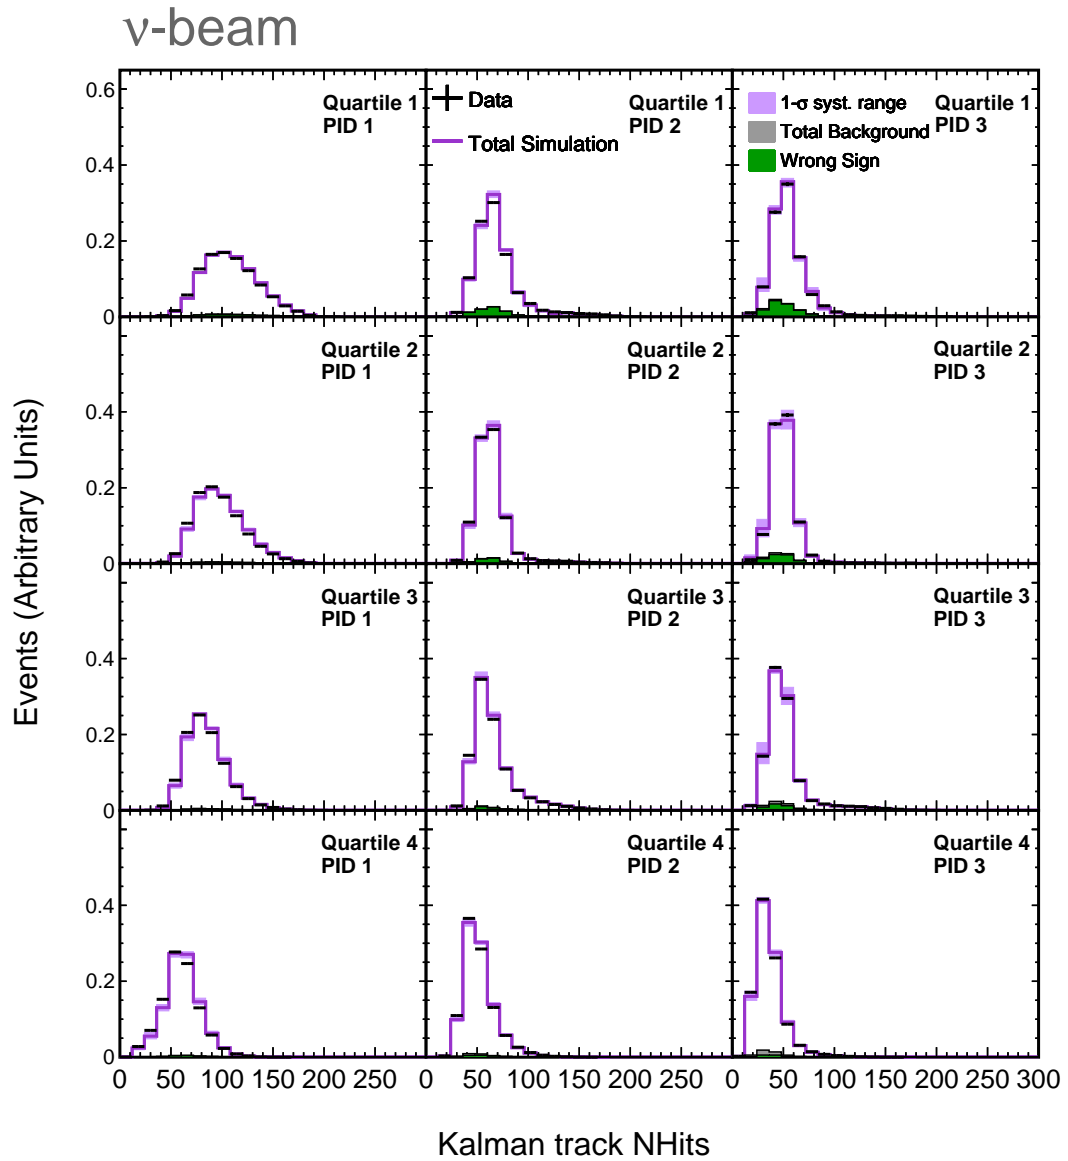 ν-beam
0.6
0.4
0.2
0
Quartile 1
PID 1
Data
Total Simulation
Quartile 1
PID 2
1-σ syst. range
Total Background
Wrong Sign
Quartile 1
PID 3
0.4
0.2
0
Quartile 2
PID 1
Quartile 2
PID 2
Quartile 2
PID 3
Events (Arbitrary Units)
0.4
0.2
0
Quartile 3
PID 1
Quartile 3
PID 2
Quartile 3
PID 3
0.4
0.2
0
Quartile 4
PID 1
Quartile 4
PID 2
Quartile 4
PID 3
0 50 100 150 200 250 0 50 100 150 200 250 0 50 100 150 200 250 300
Kalman track NHits